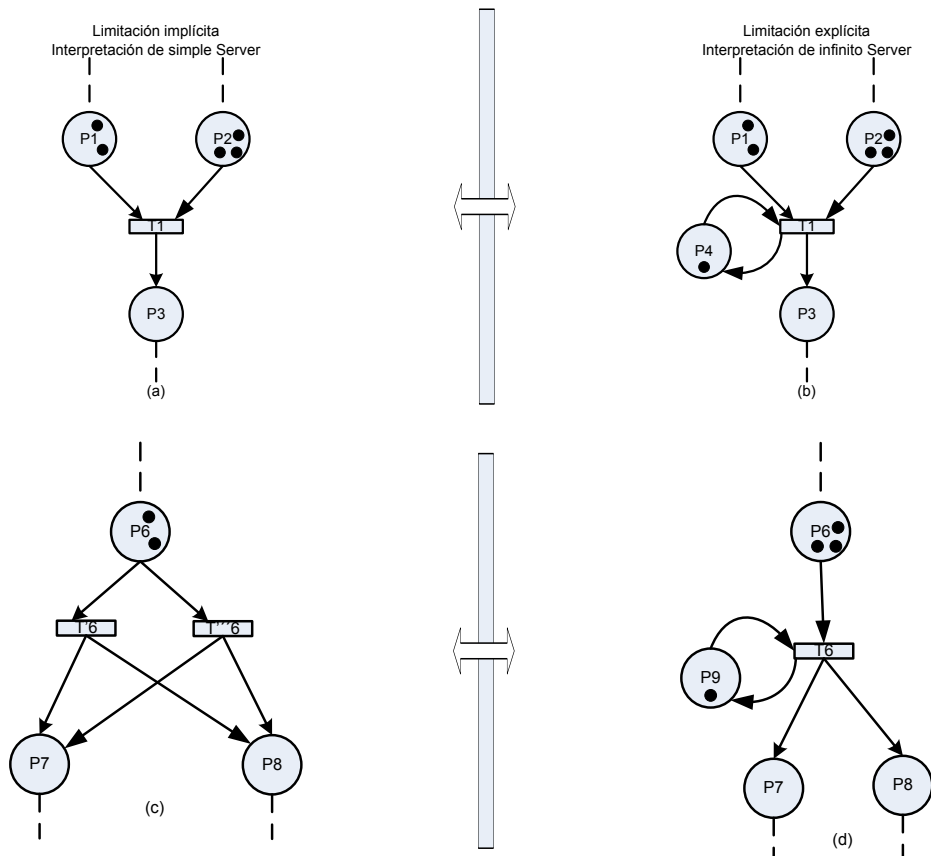 Limitación implícita
Interpretación de simple Server
Limitación explícita
Interpretación de infinito Server
P1
P2
P1
P2
T1
T1
P4
P3
P3
(a)
(b)
P6
P6
T'6
T'''6
T6
P9
P7
P8
P7
P8
(c)
(d)